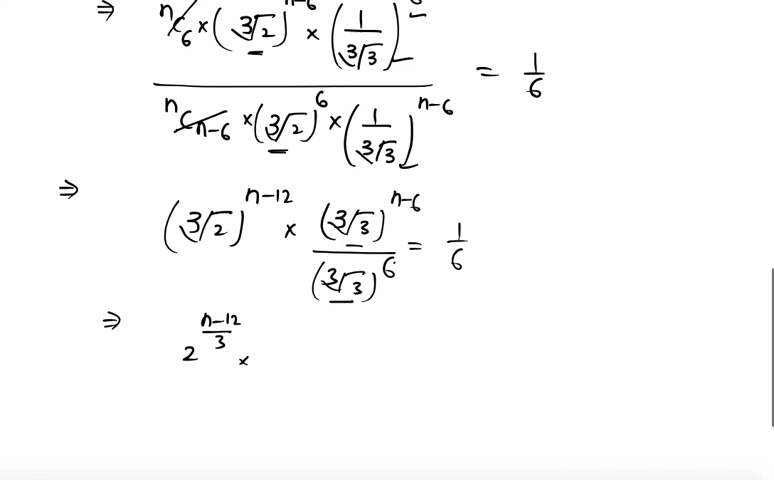 ⇒ ⁿC₆ × (∛2)ⁿ⁻⁶ × (1/∛3)
/ ⁿCₙ₋₆ × (∛2)⁶ × (1/∛3)ⁿ⁻⁶ = 1/6
⇒ (∛2)ⁿ⁻¹² × (∛3)ⁿ⁻⁶/(∛3)⁶ = 1/6
⇒ 2^((n-12)/3) ×